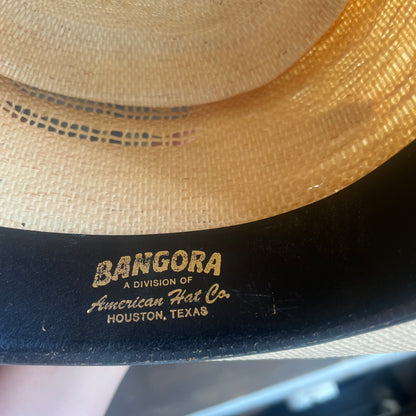 BANGORA
A DIVISION OF
American Hat Co.
HOUSTON, TEXAS